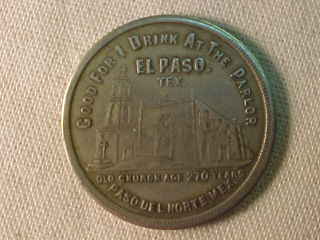 GOOD FOR 1 DRINK AT THE PARLOR
EL PASO,
TEX.
OLD CHURCH AGE 270 YEARS
PASO DEL NORTE MEX.